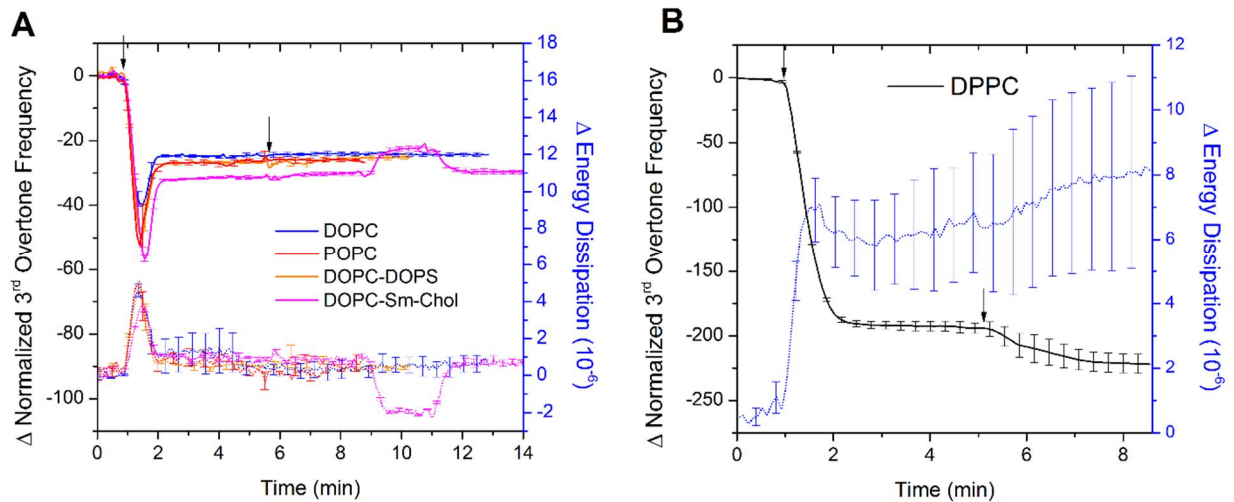 A
Δ Normalized 3rd Overtone Frequency
0
-20
-40
-60
-80
-100
18
16
14
12
10
8
6
4
2
0
-2
Δ Energy Dissipation (10-6)
DOPC
POPC
DOPC-DOPS
DOPC-Sm-Chol
0 2 4 6 8 10 12 14
Time (min)
B
Δ Normalized 3rd Overtone Frequency
0
-50
-100
-150
-200
-250
DPPC
12
10
8
6
4
2
0
Δ Energy Dissipation (10-6)
0 2 4 6 8
Time (min)